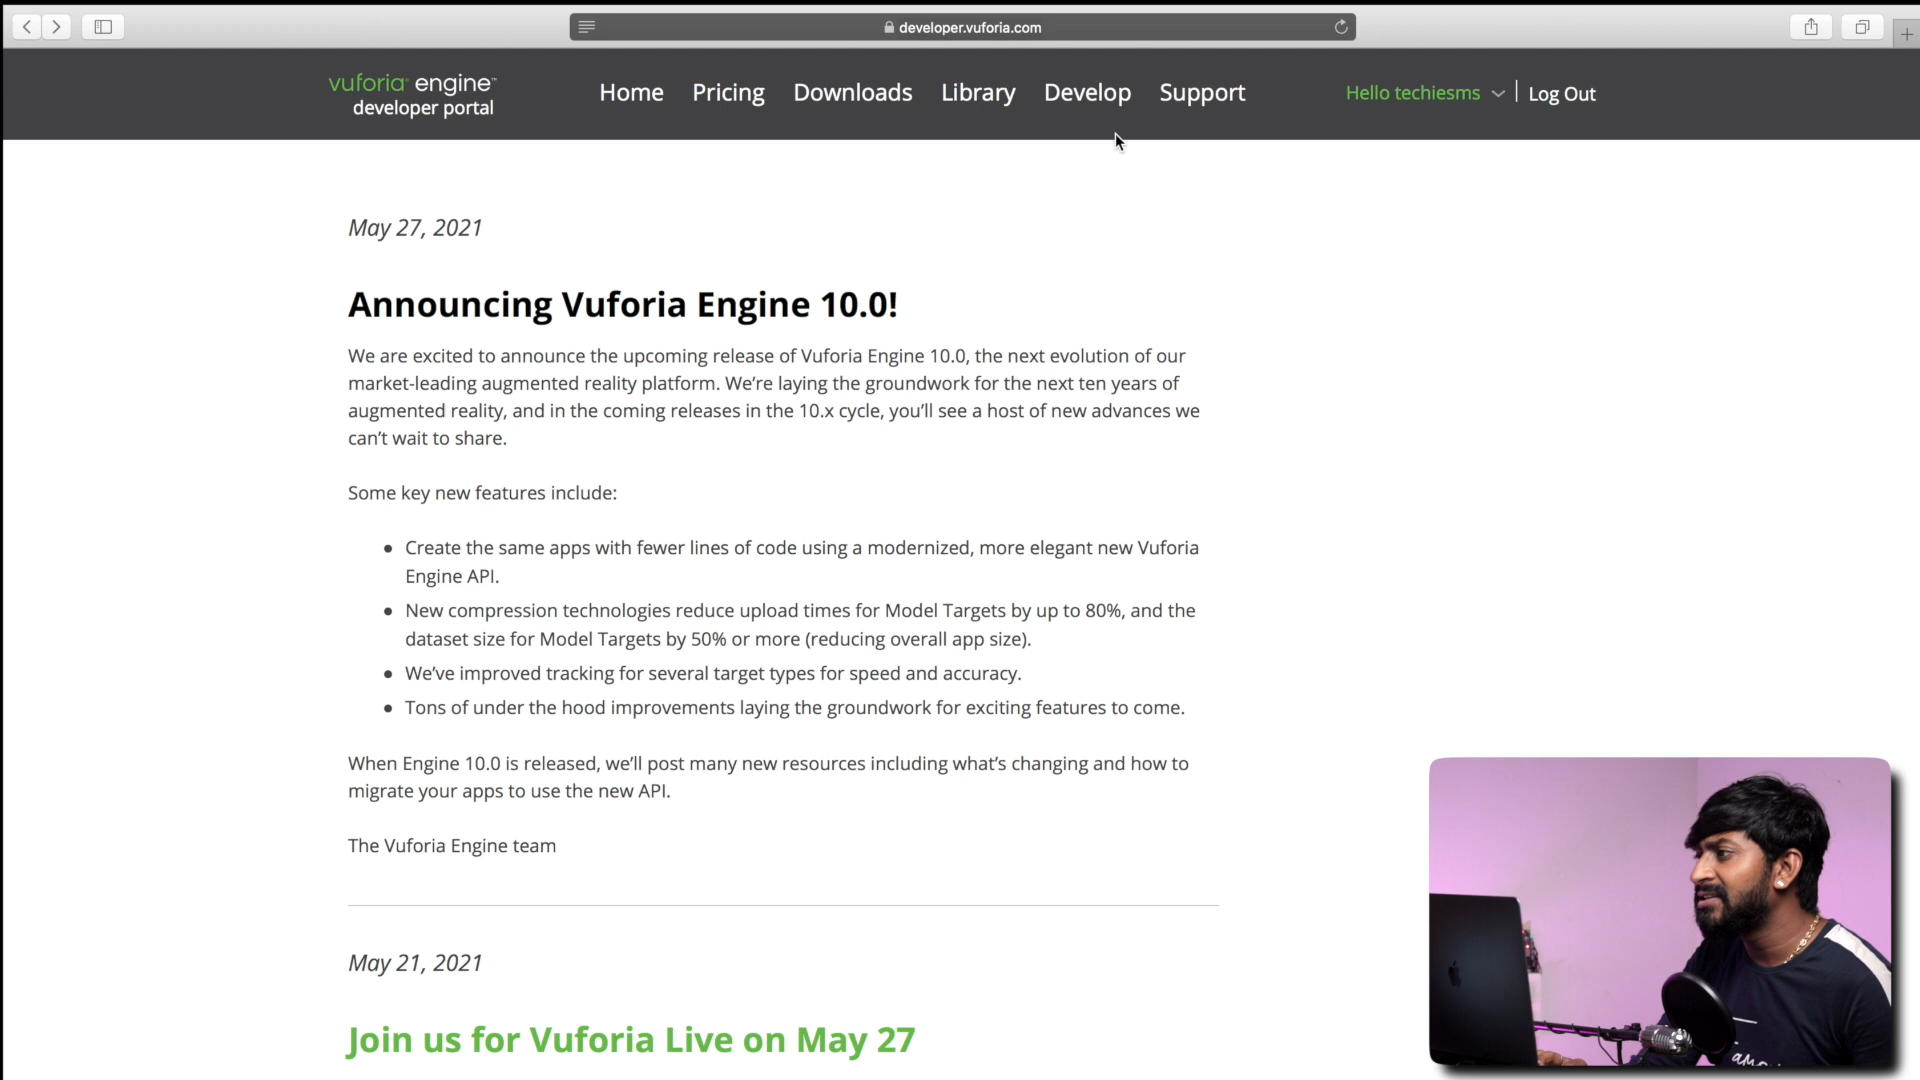 developer.vuforia.com
vuforia engine™
developer portal
Home Pricing Downloads Library Develop Support
Hello techiesms Log Out
May 27, 2021
Announcing Vuforia Engine 10.0!
We are excited to announce the upcoming release of Vuforia Engine 10.0, the next evolution of our
market-leading augmented reality platform. We’re laying the groundwork for the next ten years of
augmented reality, and in the coming releases in the 10.x cycle, you’ll see a host of new advances we
can’t wait to share.
Some key new features include:
• Create the same apps with fewer lines of code using a modernized, more elegant new Vuforia
Engine API.
• New compression technologies reduce upload times for Model Targets by up to 80%, and the
dataset size for Model Targets by 50% or more (reducing overall app size).
• We’ve improved tracking for several target types for speed and accuracy.
• Tons of under the hood improvements laying the groundwork for exciting features to come.
When Engine 10.0 is released, we’ll post many new resources including what’s changing and how to
migrate your apps to use the new API.
The Vuforia Engine team
May 21, 2021
Join us for Vuforia Live on May 27